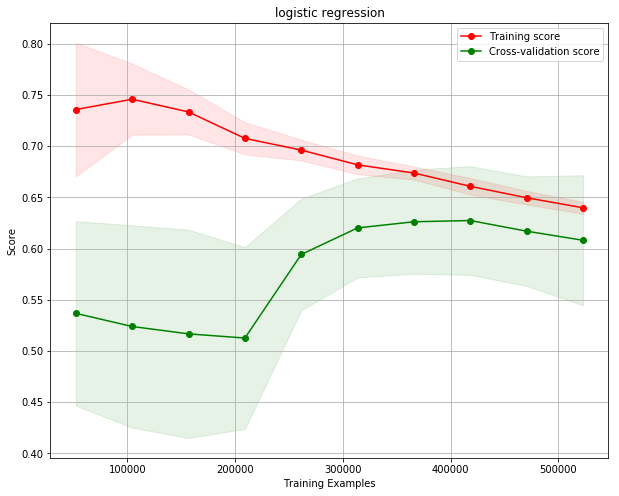 logistic regression
Training score
Cross-validation score
0.80
0.75
0.70
0.65
0.60
0.55
0.50
0.45
0.40
Score
100000 200000 300000 400000 500000
Training Examples